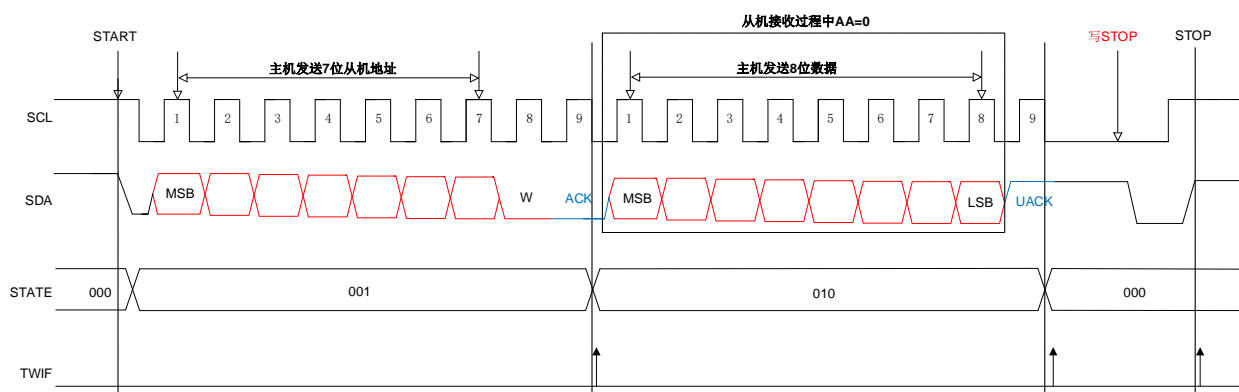 从机接收过程中AA=0
START
写STOP
STOP
主机发送7位从机地址
主机发送8位数据
SCL
1 2 3 4 5 6 7 8 9 1 2 3 4 5 6 7 8 9
SDA
MSB W ACK MSB LSB UACK
STATE 000 001 010 000
TWIF